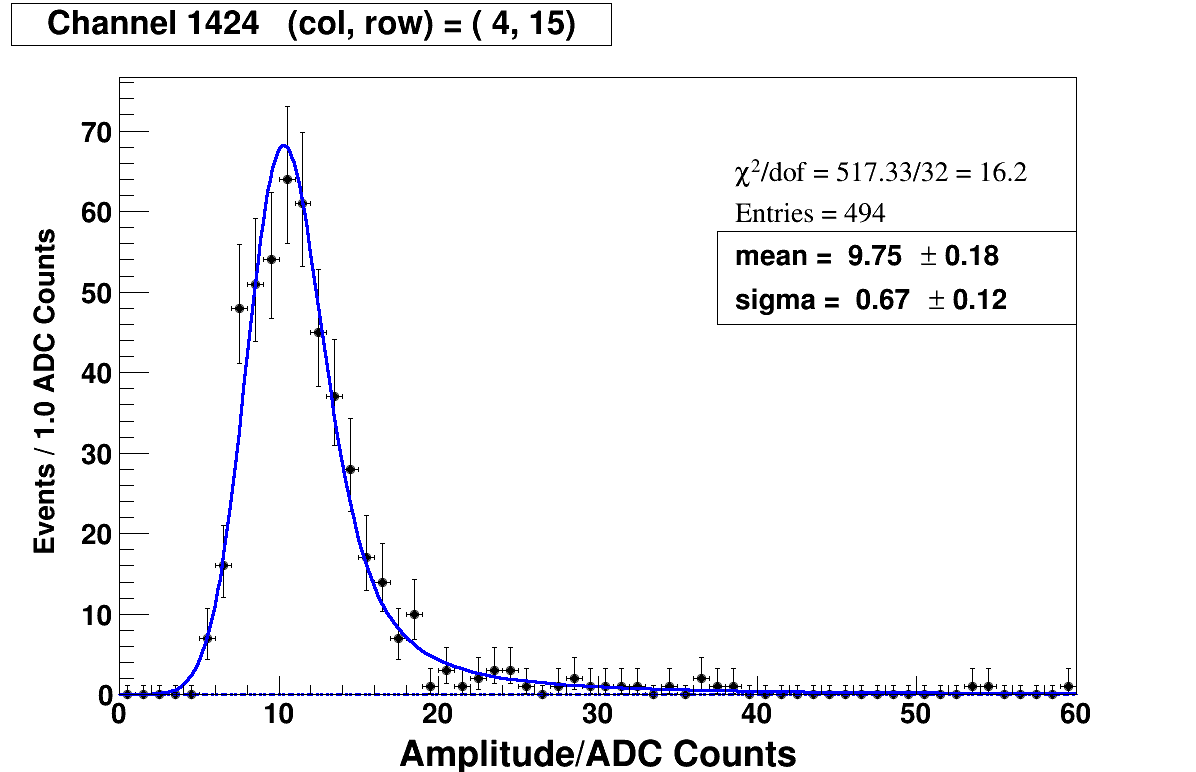 Channel 1424 (col, row) = ( 4, 15)
χ²/dof = 517.33/32 = 16.2
Entries = 494
mean = 9.75 ± 0.18
sigma = 0.67 ± 0.12
Events / 1.0 ADC Counts
70
60
50
40
30
20
10
0
0 10 20 30 40 50 60
Amplitude/ADC Counts